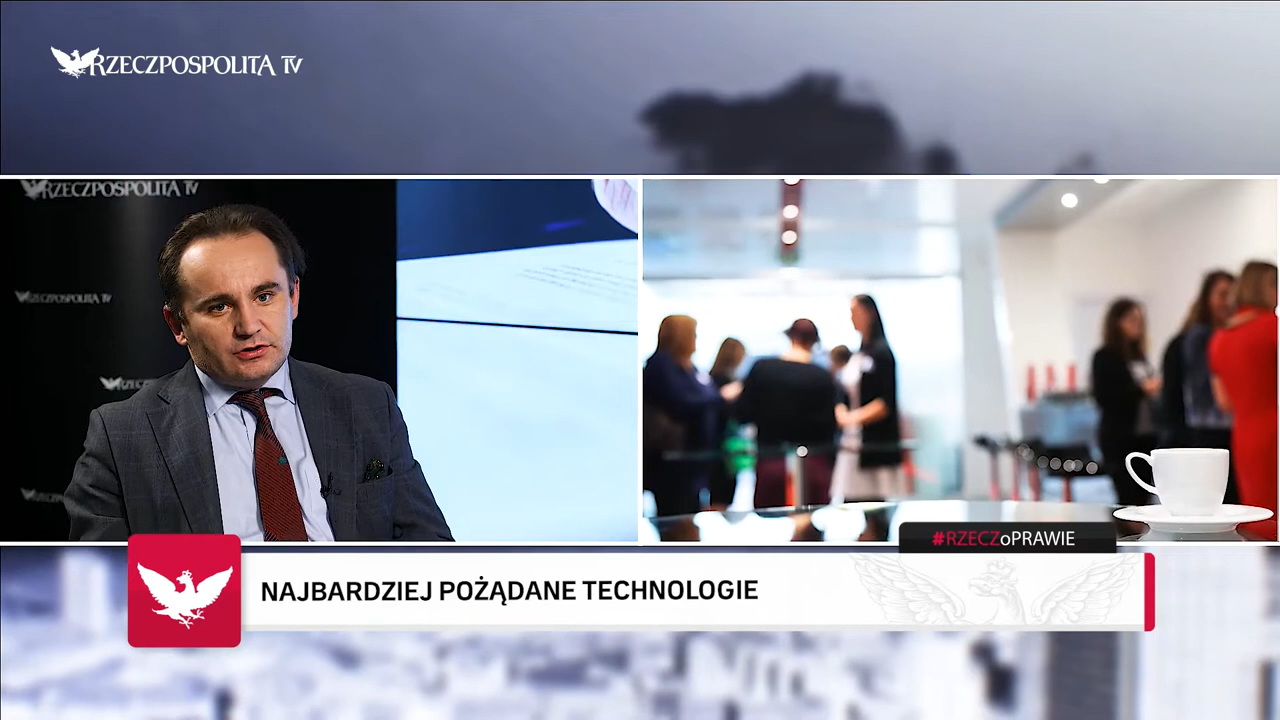 RZECZPOSPOLITA TV
RZECZPOSPOLITA TV
RZECZPOSPOLITA TV
#RZECZoPRAWIE
NAJBARDZIEJ POŻĄDANE TECHNOLOGIE